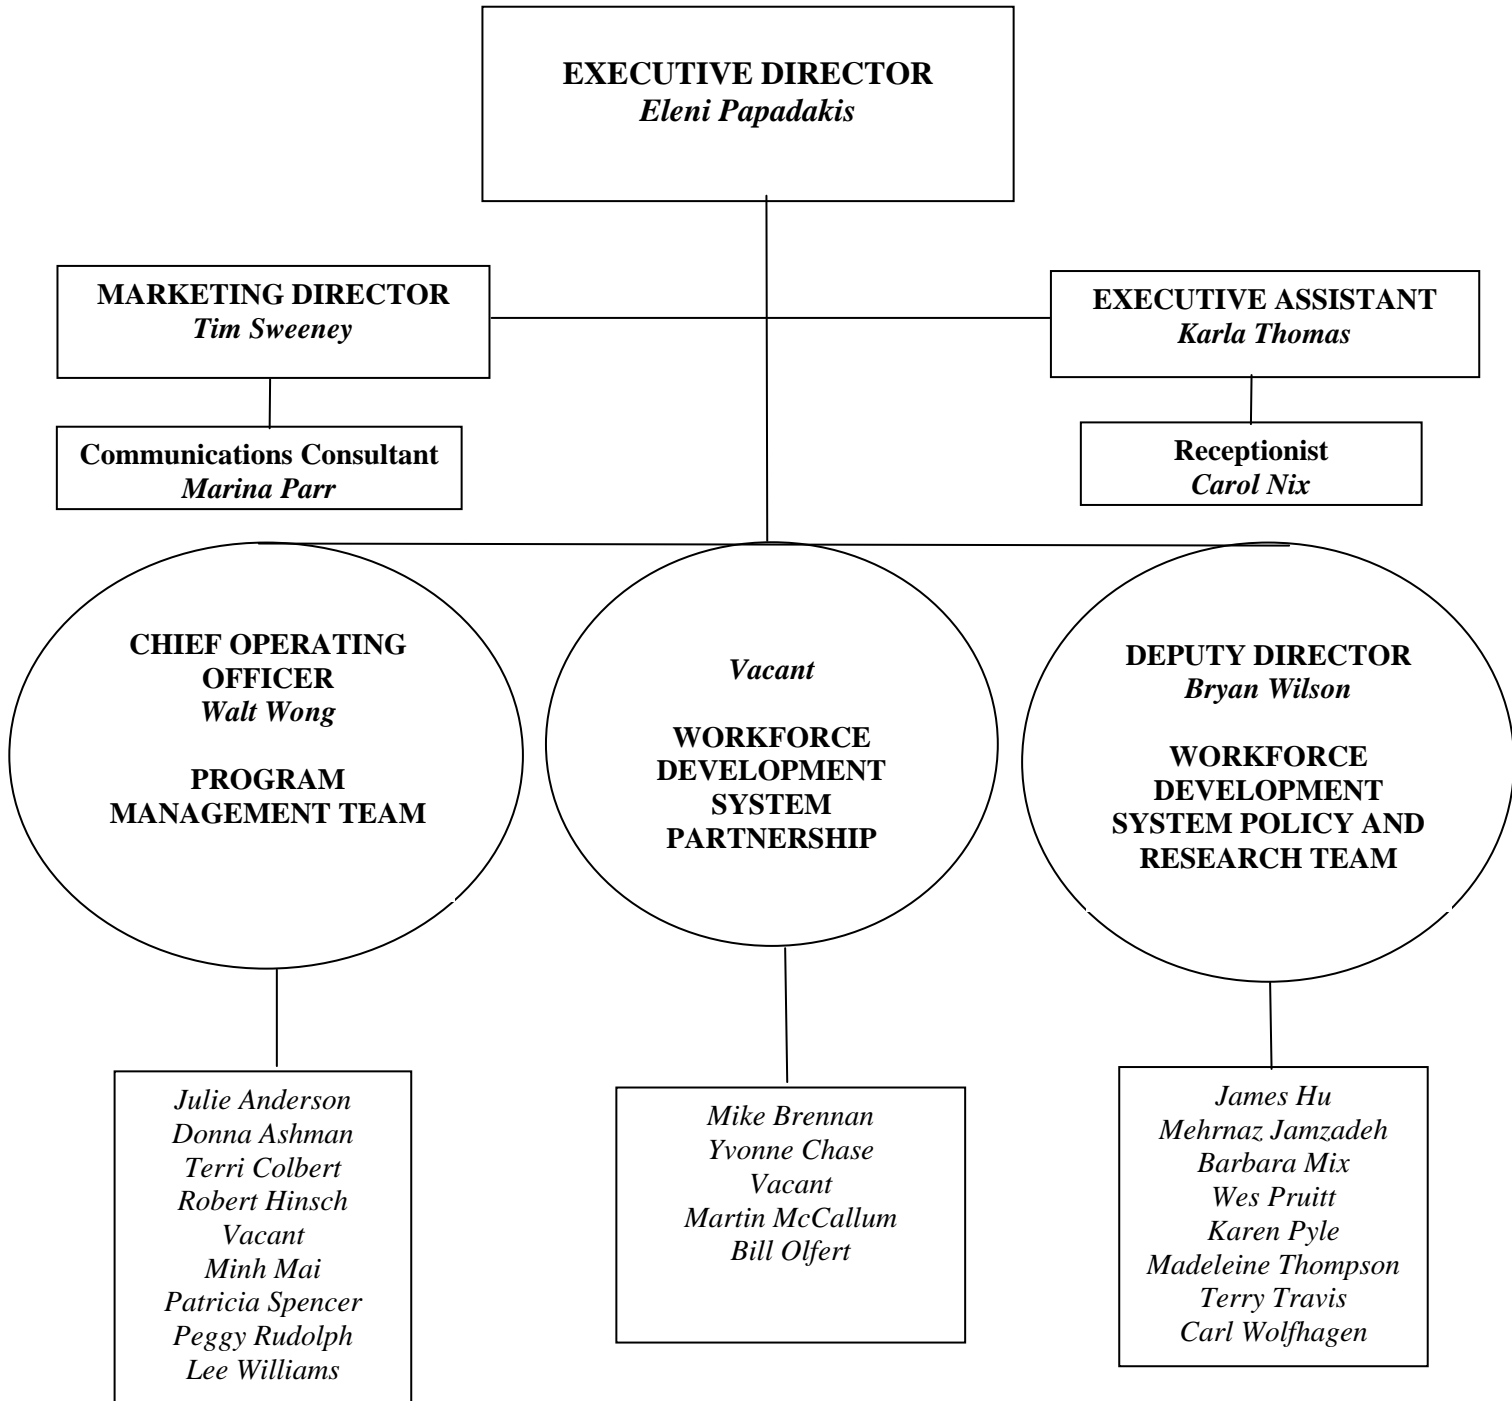 EXECUTIVE DIRECTOR
Eleni Papadakis
MARKETING DIRECTOR
Tim Sweeney
EXECUTIVE ASSISTANT
Karla Thomas
Communications Consultant
Marina Parr
Receptionist
Carol Nix
CHIEF OPERATING
OFFICER
Walt Wong
PROGRAM
MANAGEMENT TEAM
Vacant
WORKFORCE
DEVELOPMENT
SYSTEM
PARTNERSHIP
DEPUTY DIRECTOR
Bryan Wilson
WORKFORCE
DEVELOPMENT
SYSTEM POLICY AND
RESEARCH TEAM
Julie Anderson
Donna Ashman
Terri Colbert
Robert Hinsch
Vacant
Minh Mai
Patricia Spencer
Peggy Rudolph
Lee Williams
Mike Brennan
Yvonne Chase
Vacant
Martin McCallum
Bill Olfert
James Hu
Mehrnaz Jamzadeh
Barbara Mix
Wes Pruitt
Karen Pyle
Madeleine Thompson
Terry Travis
Carl Wolfhagen